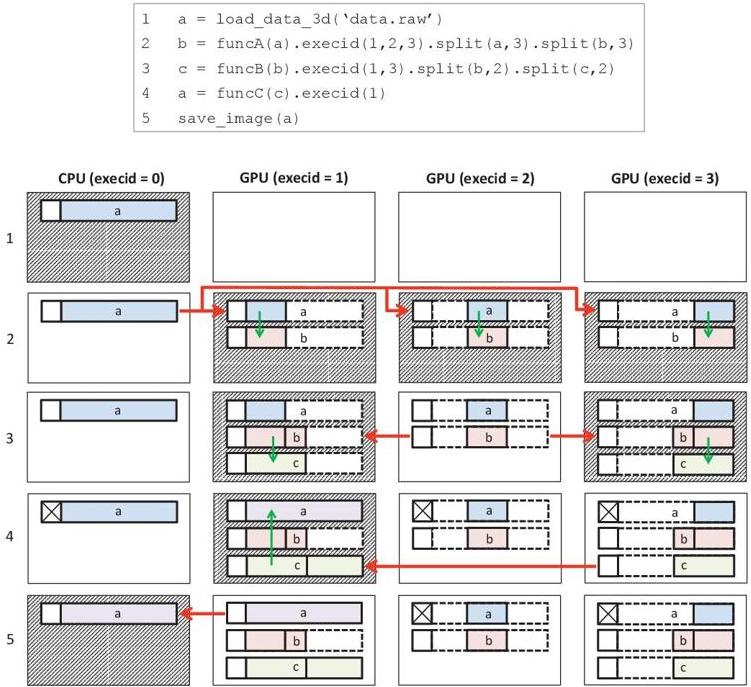 1 a = load_data_3d(‘data.raw’)
2 b = funcA(a).execid(1,2,3).split(a,3).split(b,3)
3 c = funcB(b).execid(1,3).split(b,2).split(c,2)
4 a = funcC(c).execid(1)
5 save_image(a)
CPU (execid = 0) GPU (execid = 1) GPU (execid = 2) GPU (execid = 3)
a
1
a a a a
b b b
2
a a a a
b b b
c c
3
a a a a
b b b
c c
4
a a a a
b b b
c c
5